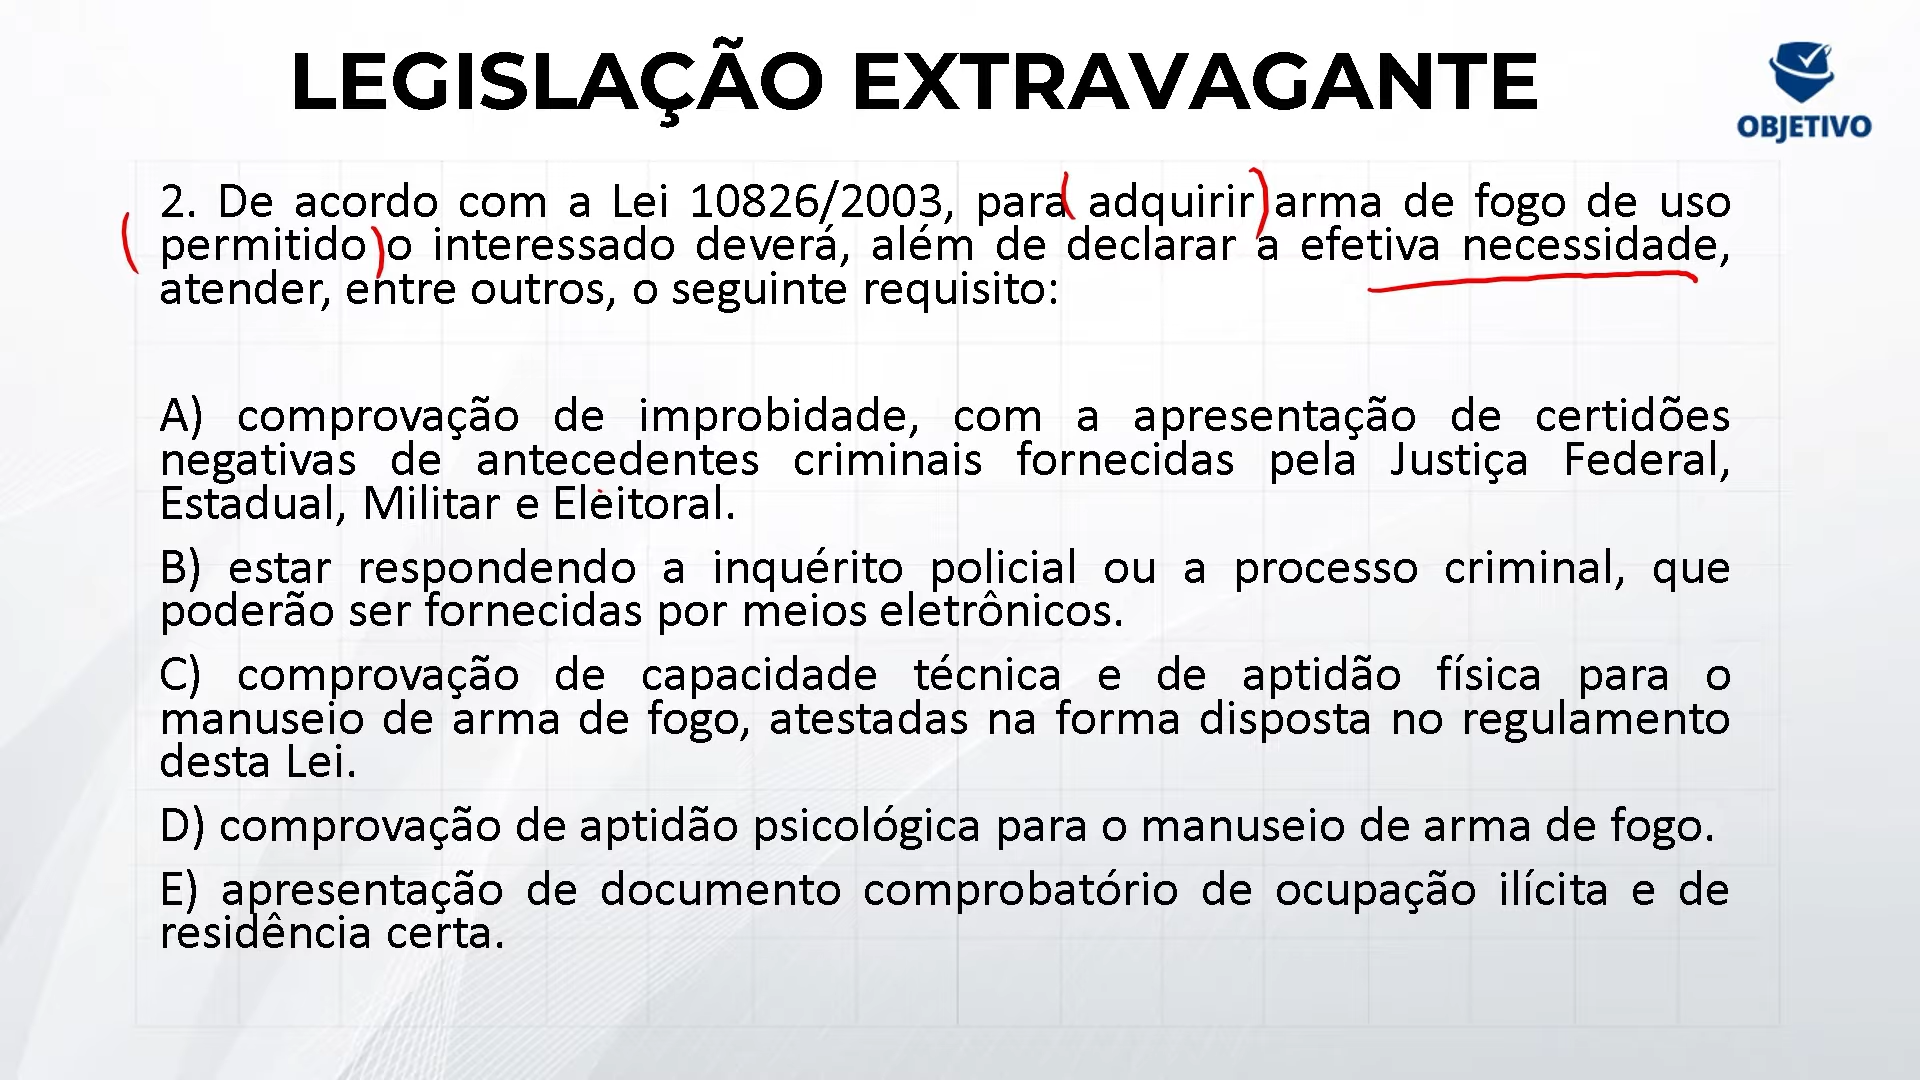 LEGISLAÇÃO EXTRAVAGANTE
OBJETIVO
2. De acordo com a Lei 10826/2003, para adquirir arma de fogo de uso
permitido o interessado deverá, além de declarar a efetiva necessidade,
atender, entre outros, o seguinte requisito:
A) comprovação de improbidade, com a apresentação de certidões
negativas de antecedentes criminais fornecidas pela Justiça Federal,
Estadual, Militar e Eleitoral.
B) estar respondendo a inquérito policial ou a processo criminal, que
poderão ser fornecidas por meios eletrônicos.
C) comprovação de capacidade técnica e de aptidão física para o
manuseio de arma de fogo, atestadas na forma disposta no regulamento
desta Lei.
D) comprovação de aptidão psicológica para o manuseio de arma de fogo.
E) apresentação de documento comprobatório de ocupação ilícita e de
residência certa.